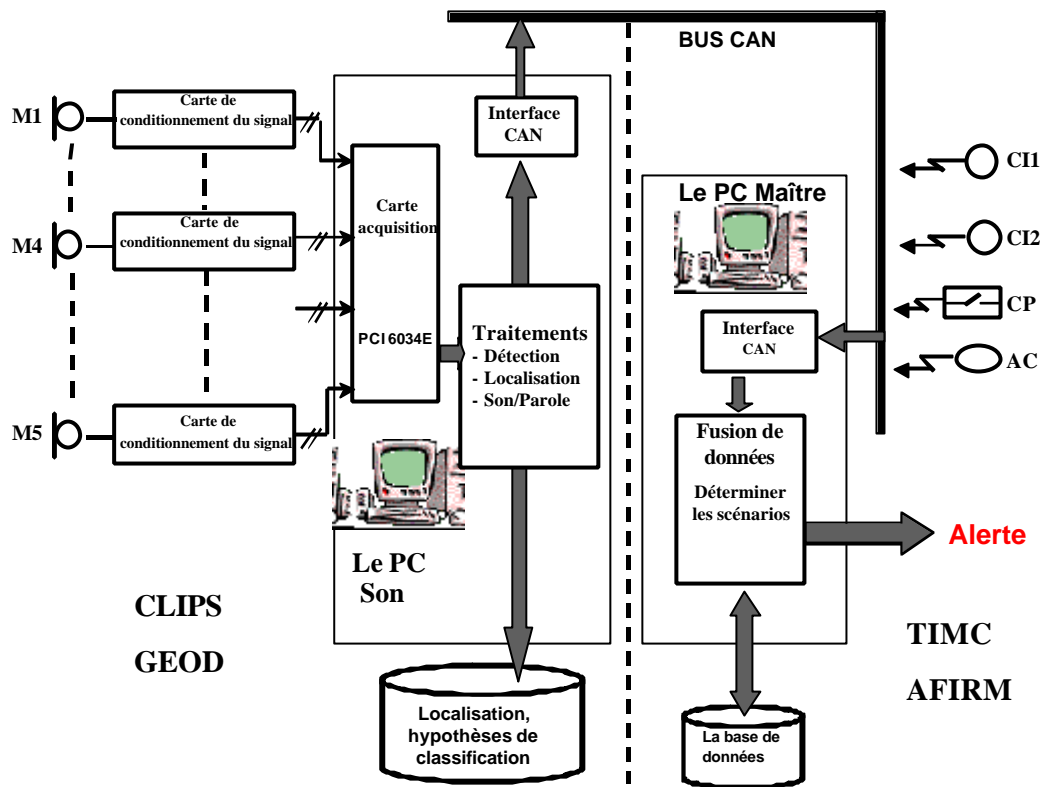 BUS CAN
M1
Carte de
conditionnement du signal
Interface
CAN
CI1
Le PC Maître
M4
Carte de
conditionnement du signal
Carte
acquisition
PCI 6034E
CI2
Traitements
- Détection
- Localisation
- Son/Parole
Interface
CAN
CP
AC
M5
Carte de
conditionnement du signal
Fusion de
données
Déterminer
les scénarios
Alerte
Le PC
Son
CLIPS
GEOD
TIMC
AFIRM
Localisation,
hypothèses de
classification
La base de
données